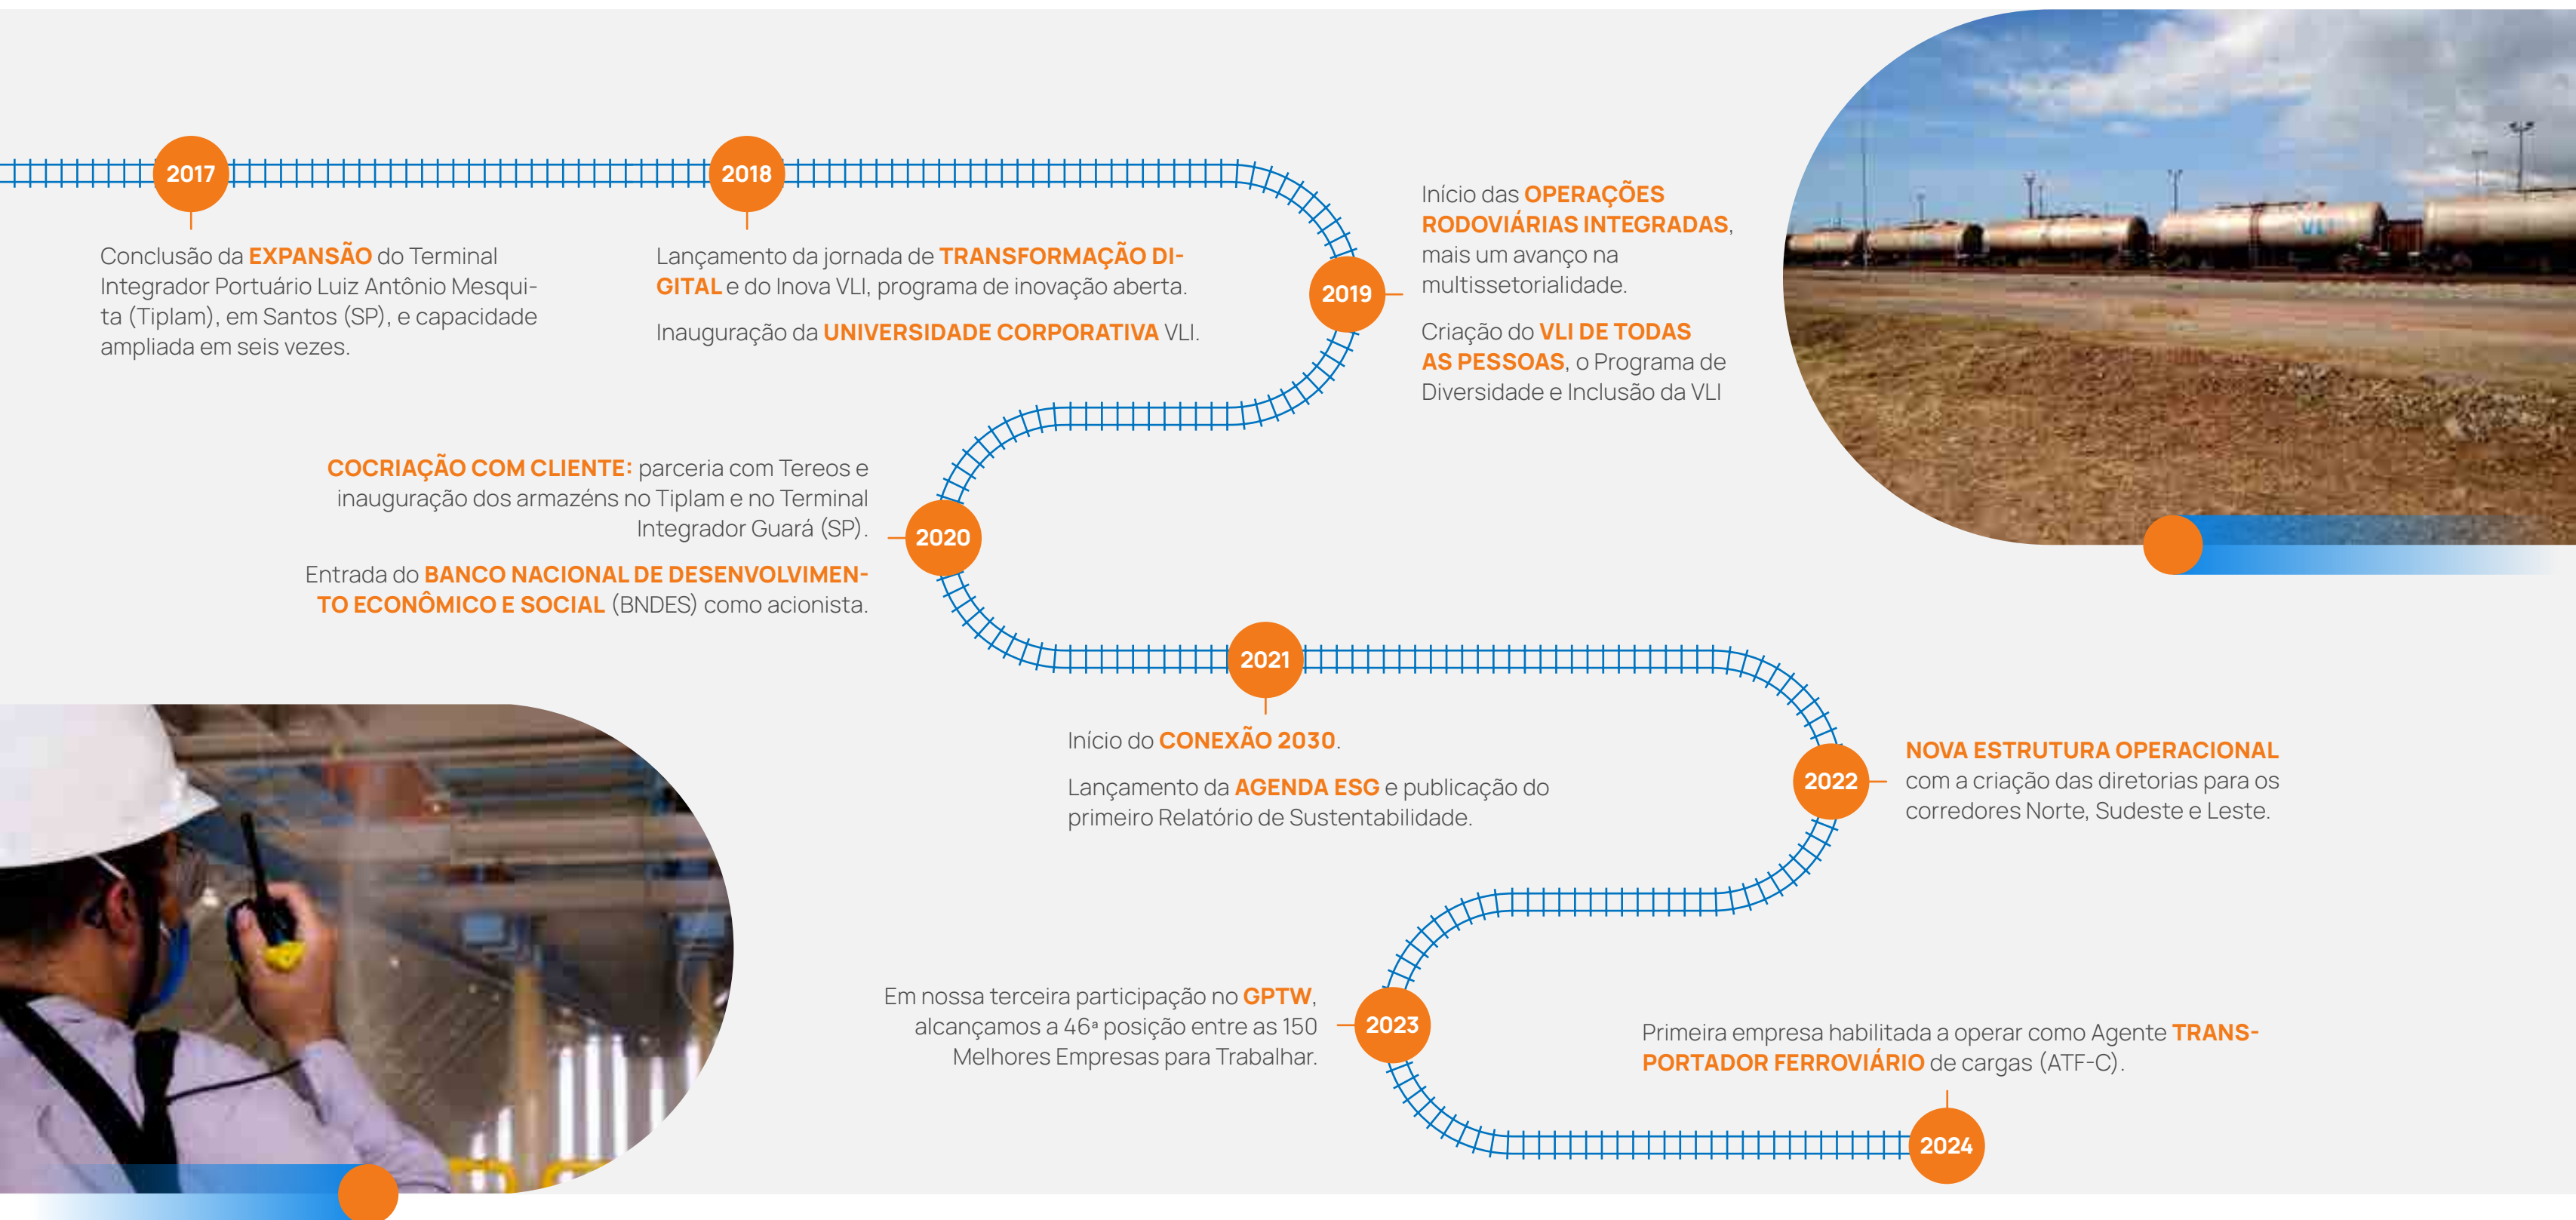 2017
Conclusão da EXPANSÃO do Terminal
Integrador Portuário Luiz Antônio Mesqui-
ta (Tiplam), em Santos (SP), e capacidade
ampliada em seis vezes.
2018
Lançamento da jornada de TRANSFORMAÇÃO DI-
GITAL e do Inova VLI, programa de inovação aberta.
Inauguração da UNIVERSIDADE CORPORATIVA VLI.
2019
Início das OPERAÇÕES
RODOVIÁRIAS INTEGRADAS,
mais um avanço na
multissetorialidade.
Criação do VLI DE TODAS
AS PESSOAS, o Programa de
Diversidade e Inclusão da VLI
VLI
COCRIAÇÃO COM CLIENTE: parceria com Tereos e
inauguração dos armazéns no Tiplam e no Terminal
Integrador Guará (SP).
Entrada do BANCO NACIONAL DE DESENVOLVIMEN-
TO ECONÔMICO E SOCIAL (BNDES) como acionista.
2020
2021
Início do CONEXÃO 2030.
Lançamento da AGENDA ESG e publicação do
primeiro Relatório de Sustentabilidade.
2022
NOVA ESTRUTURA OPERACIONAL
com a criação das diretorias para os
corredores Norte, Sudeste e Leste.
Em nossa terceira participação no GPTW,
alcançamos a 46ª posição entre as 150
Melhores Empresas para Trabalhar.
2023
Primeira empresa habilitada a operar como Agente TRANS-
PORTADOR FERROVIÁRIO de cargas (ATF-C).
2024